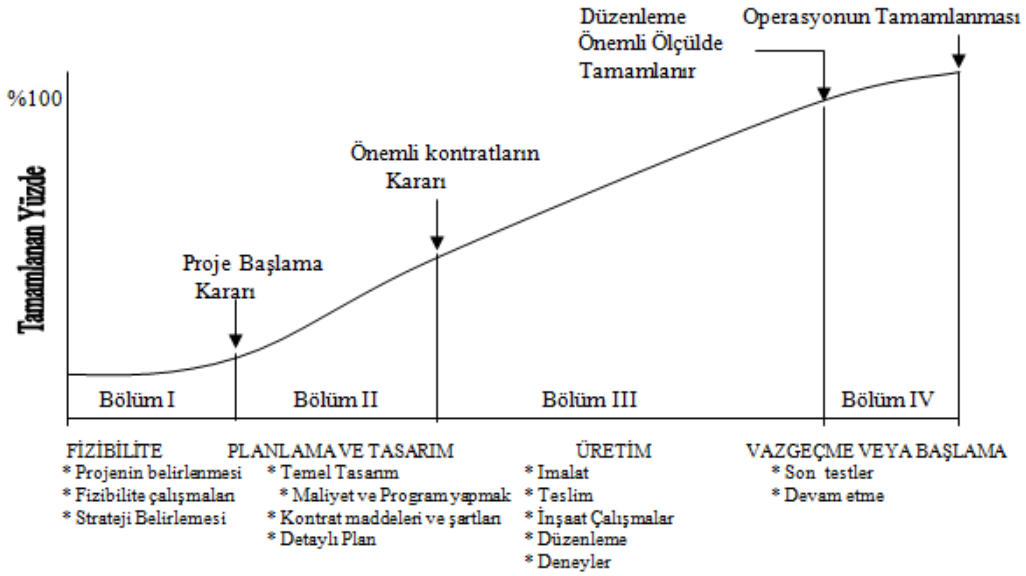 Düzenleme
Önemli Ölçülde
Tamamlanır
Operasyonun Tamamlanması
%100
Önemli kontratların
Kararı
Tamamlanan Yüzde
Proje Başlama
Kararı
Bölüm I
Bölüm II
Bölüm III
Bölüm IV
FİZİBİLİTE
* Projenin belirlenmesi
* Fizibilite çalışmaları
* Strateji Belirlemesi
PLANLAMA VE TASARIM
* Temel Tasarım
* Maliyet ve Program yapmak
* Kontrat maddeleri ve şartları
* Detaylı Plan
ÜRETİM
* Imalat
* Teslim
* İnşaat Çalışmalar
* Düzenleme
* Deneyler
VAZGEÇME VEYA BAŞLAMA
* Son testler
* Devam etme